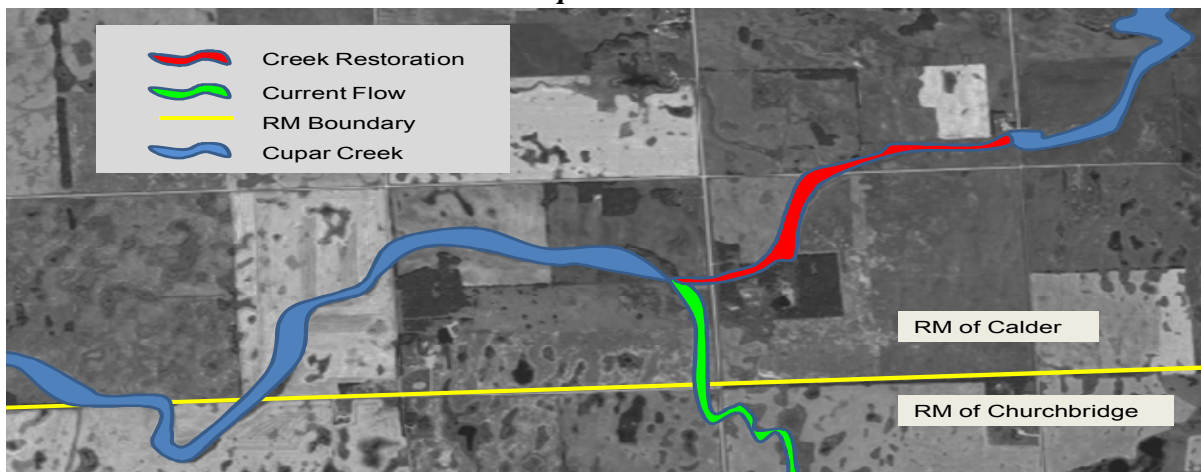 Creek Restoration
Current Flow
RM Boundary
Cupar Creek
RM of Calder
RM of Churchbridge